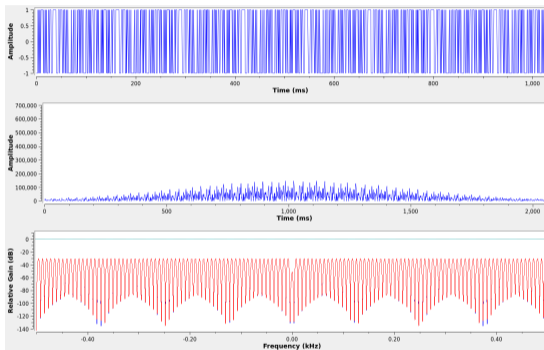 Amplitude
1
0.5
0
-0.5
-1
0 200 400 600 800 1,000
Time (ms)
Amplitude
700,000
600,000
500,000
400,000
300,000
200,000
100,000
0
0 500 1,000 1,500 2,000
Time (ms)
Relative Gain (dB)
0
-20
-40
-60
-80
-100
-120
-140
-0.40 -0.20 0.00 0.20 0.40
Frequency (kHz)